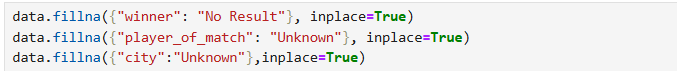 data.fillna({"winner": "No Result"}, inplace=True)
data.fillna({"player_of_match": "Unknown"}, inplace=True)
data.fillna({"city":"Unknown"},inplace=True)